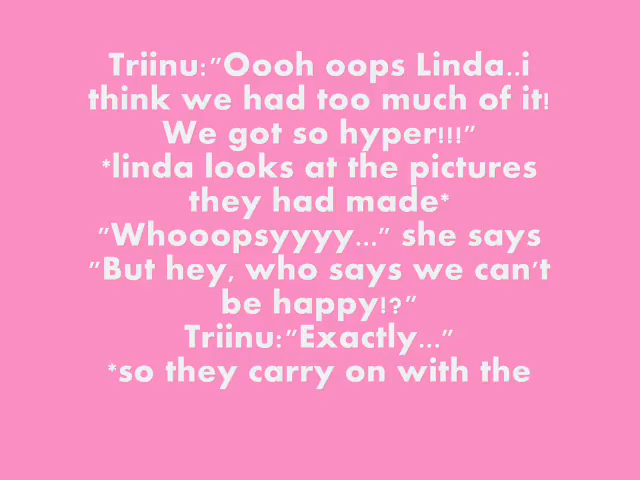 Triinu:"Oooh oops Linda..i
think we had too much of it!
We got so hyper!!!"
*linda looks at the pictures
they had made*
"Whooopsyyyy..." she says
"But hey, who says we can't
be happy!?"
Triinu:"Exactly..."
*so they carry on with the